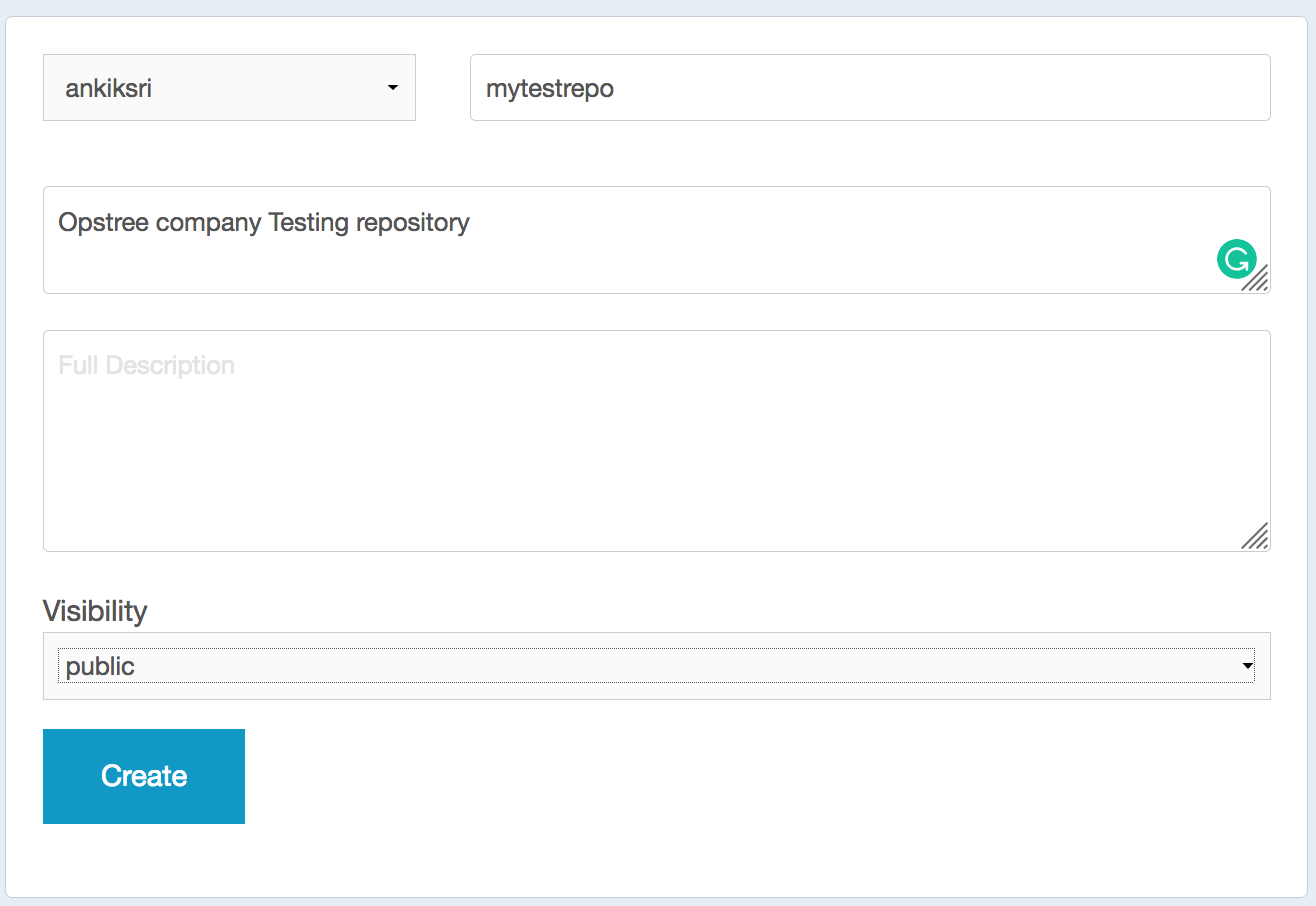 ankiksri
mytestrepo
Opstree company Testing repository
Full Description
Visibility
public
Create